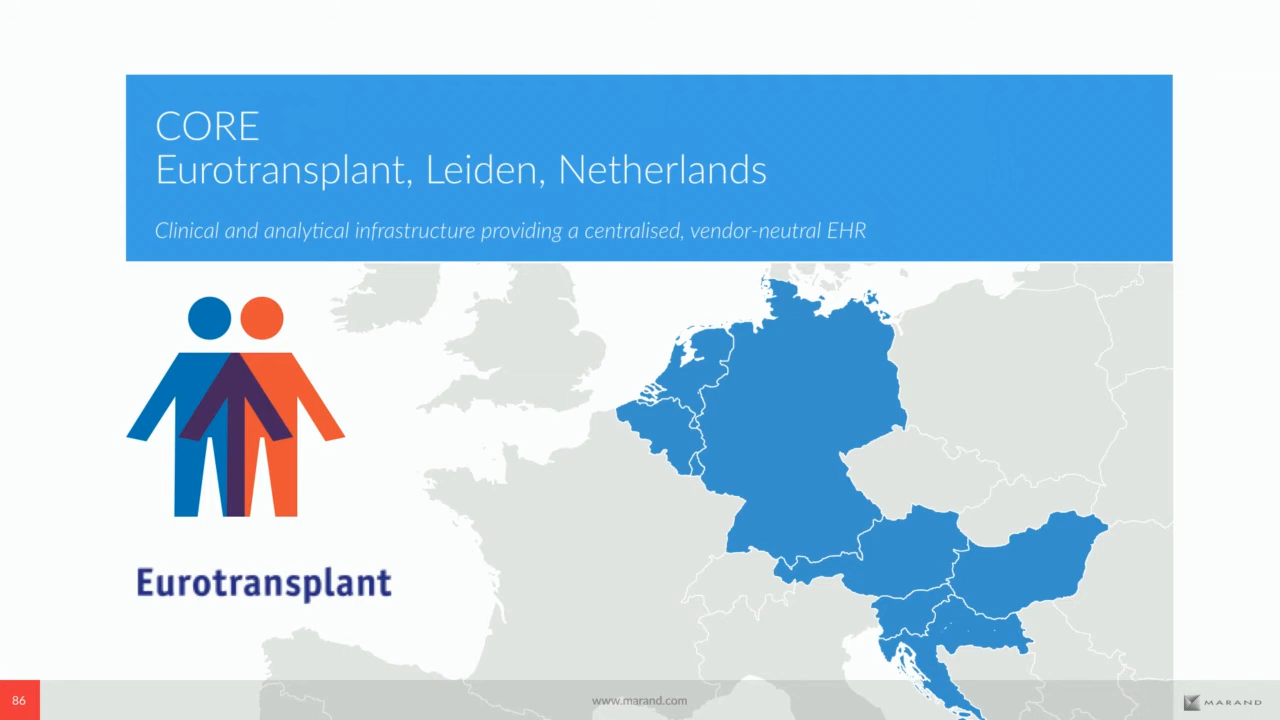 CORE
Eurotransplant, Leiden, Netherlands
Clinical and analytical infrastructure providing a centralised, vendor-neutral EHR
Eurotransplant
86
www.marand.com
MARAND